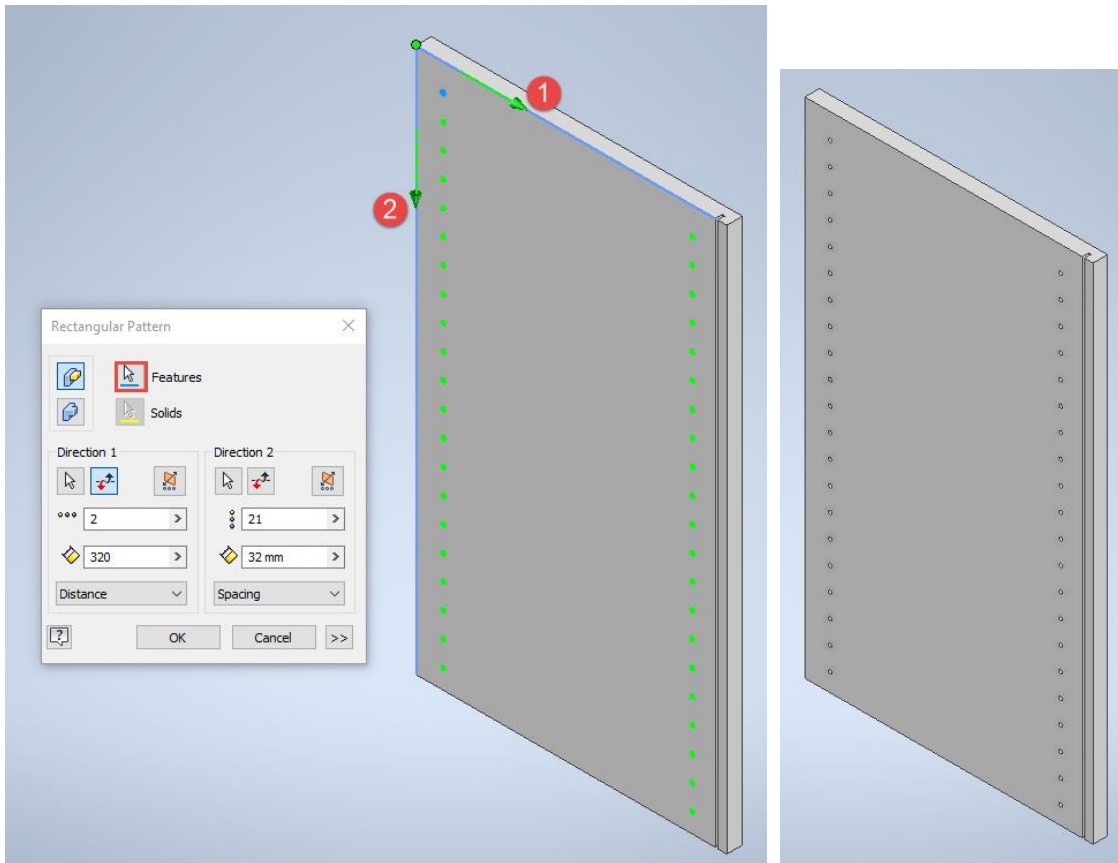 1
2
Rectangular Pattern
Features
Solids
Direction 1
Direction 2
2
21
320
32 mm
Distance
Spacing
?
OK
Cancel
>>